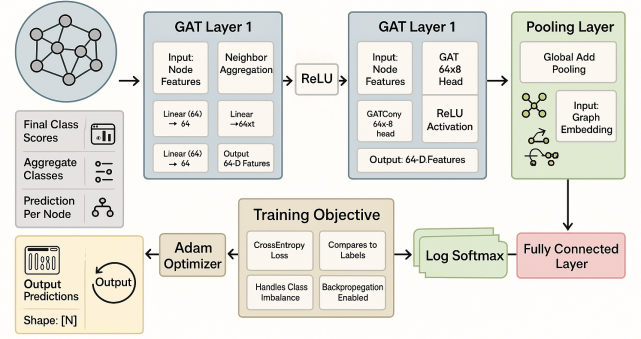 GAT Layer 1
Input:
Node
Features
Neighbor
Aggregation
Linear (64)
→ 64
Linear
→64xt
Linear (64)
→ 64
Output
64-D Fatures
ReLU
GAT Layer 1
Input:
Node
Features
GAT
64x8
Head
GATCony
64x-8
head
ReLU
Activation
Output: 64-D.Features
Pooling Layer
Global Add
Pooling
Input:
Graph
Embedding
Final Class
Scores
Aggregate
Classes
Prediction
Per Node
Training Objective
CrossEntropy
Loss
Compares to
Labels
Handles Class
Imbalance
Backpropegation
Enabled
Adam
Optimizer
Log Softmax
Fully Connected
Layer
Output
Predictions
Shape: [N]
Output